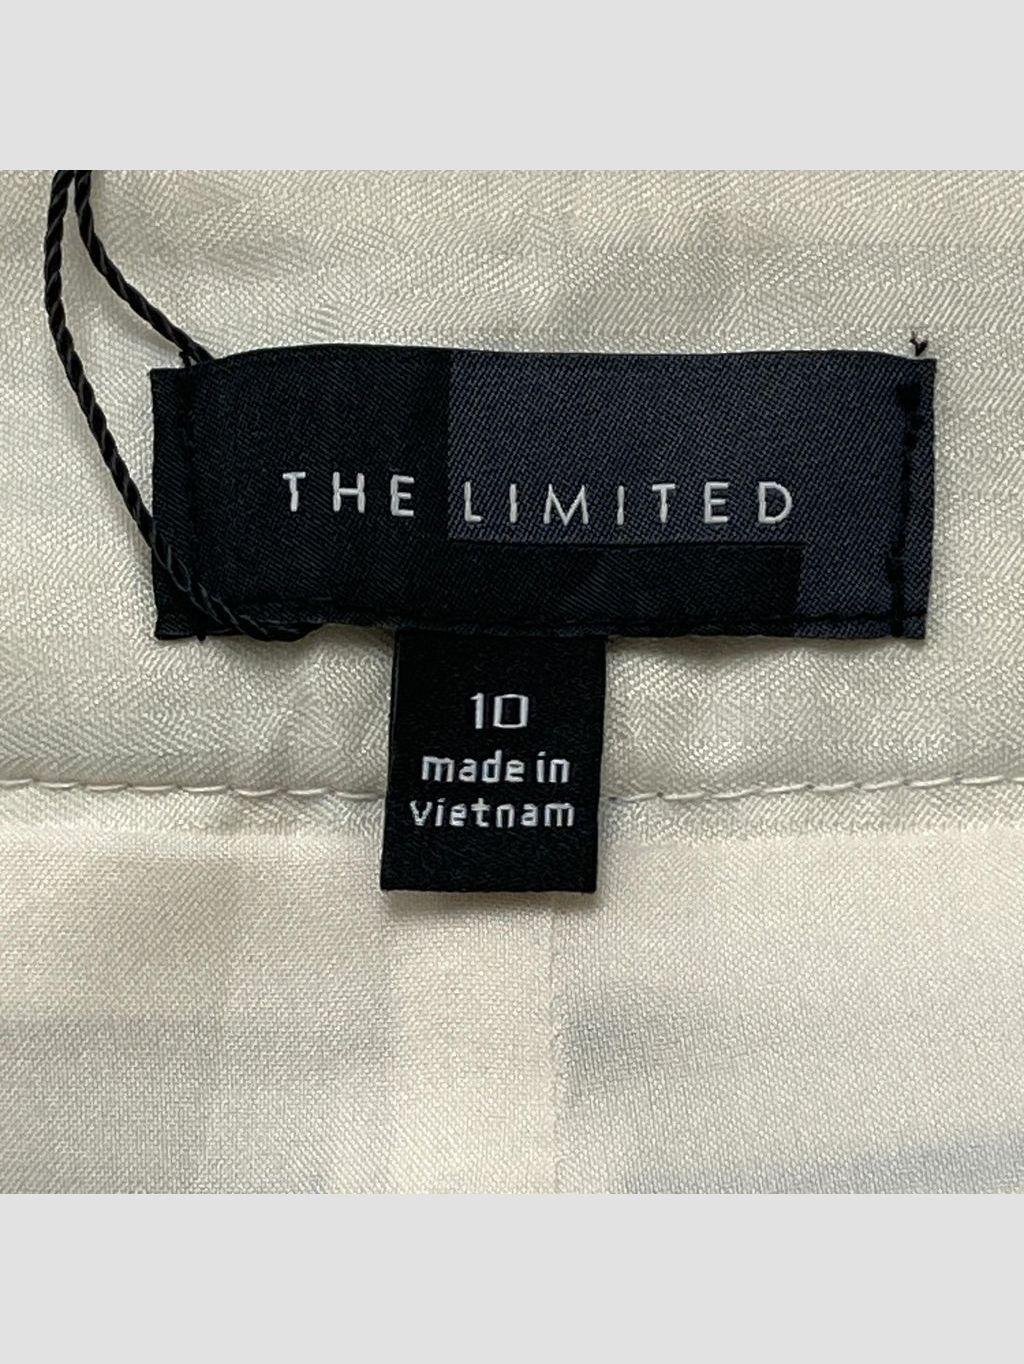 THE LIMITED
10
made in
vietnam